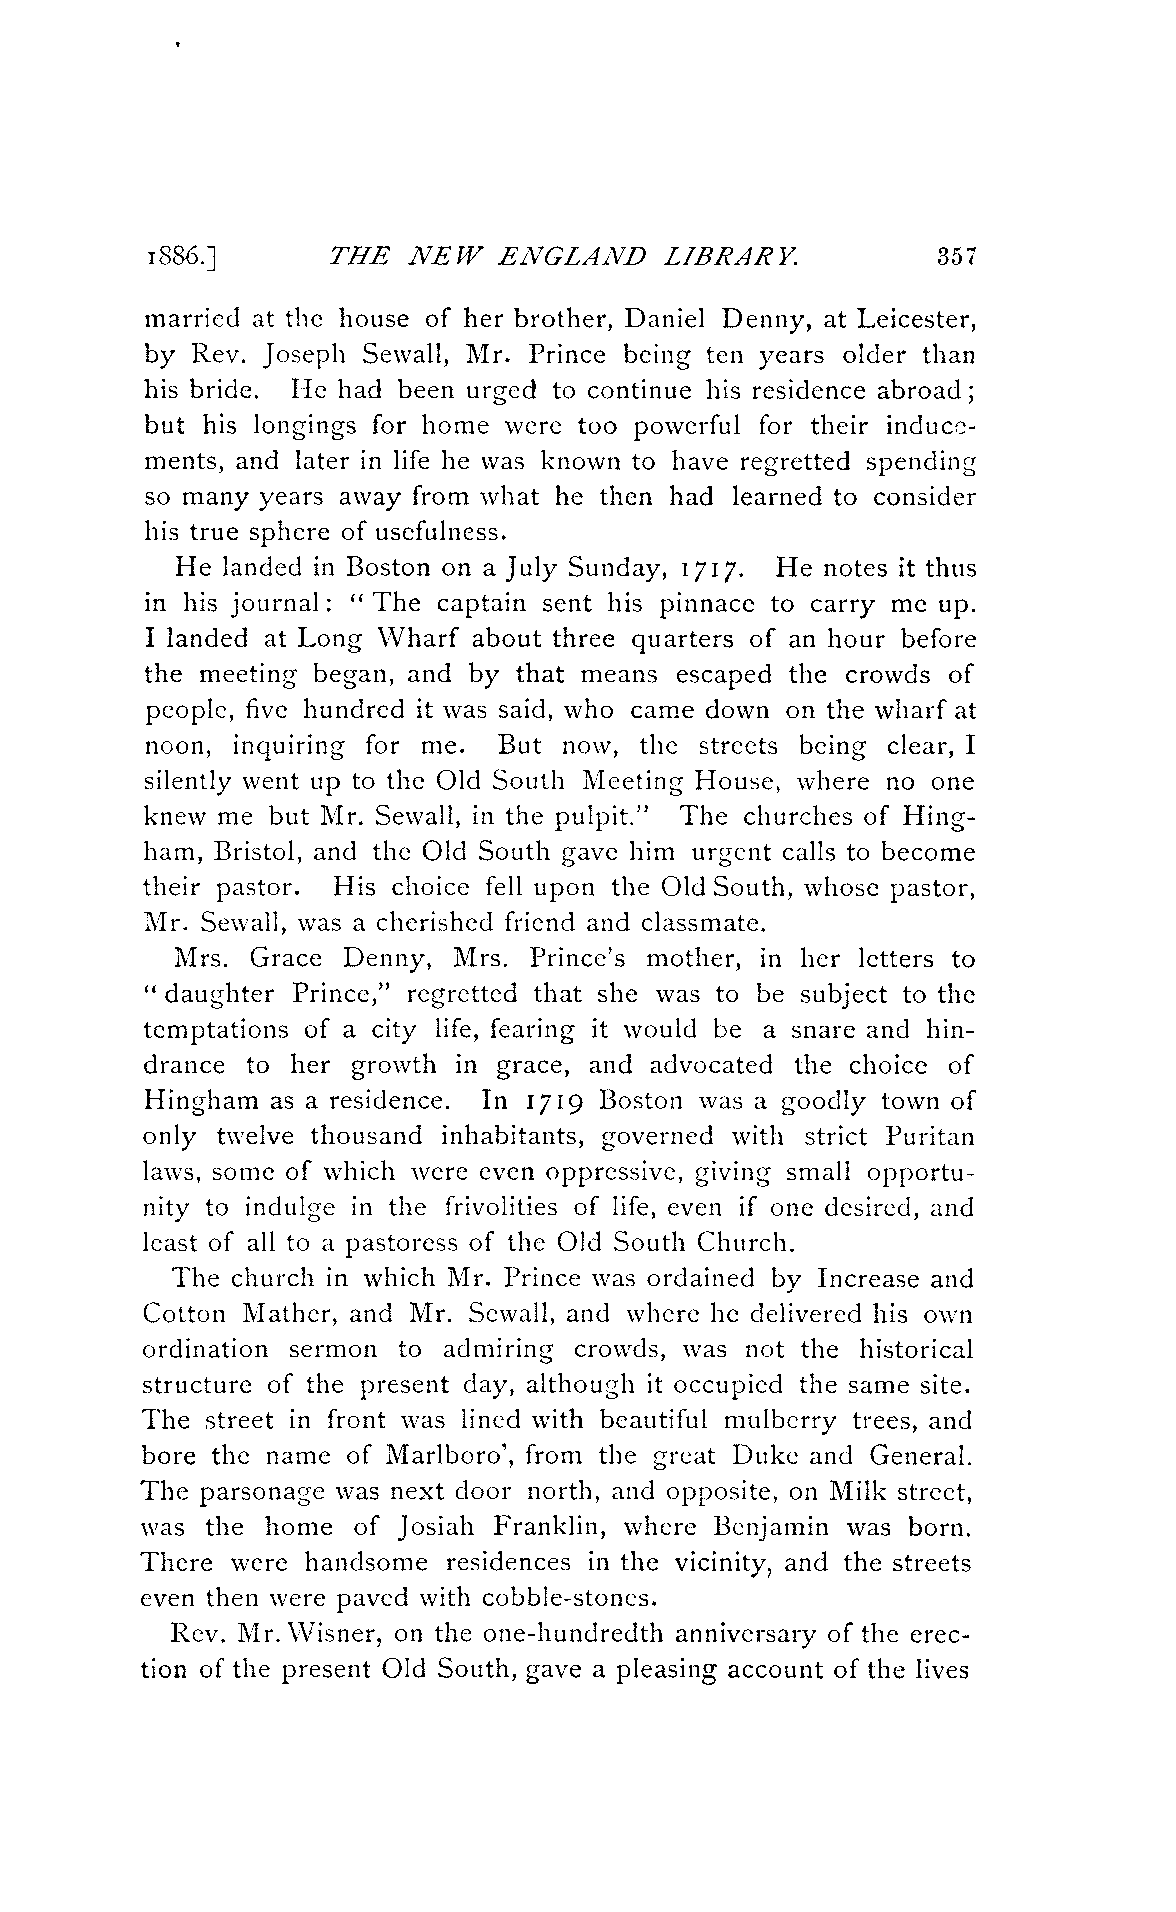 1886.] THE NEW ENGLAND LIBRARY. 357
married at the house of her brother, Daniel Denny, at Leicester,
by Rev. Joseph Sewall, Mr. Prince being ten years older than
his bride. He had been urged to continue his residence abroad;
but his longings for home were too powerful for their induce-
ments, and later in life he was known to have regretted spending
so many years away from what he then had learned to consider
his true sphere of usefulness.
He landed in Boston on a July Sunday, 1717. He notes it thus
in his journal: “The captain sent his pinnace to carry me up.
I landed at Long Wharf about three quarters of an hour before
the meeting began, and by that means escaped the crowds of
people, five hundred it was said, who came down on the wharf at
noon, inquiring for me. But now, the streets being clear, I
silently went up to the Old South Meeting House, where no one
knew me but Mr. Sewall, in the pulpit.” The churches of Hing-
ham, Bristol, and the Old South gave him urgent calls to become
their pastor. His choice fell upon the Old South, whose pastor,
Mr. Sewall, was a cherished friend and classmate.
Mrs. Grace Denny, Mrs. Prince's mother, in her letters to
“daughter Prince,” regretted that she was to be subject to the
temptations of a city life, fearing it would be a snare and hin-
drance to her growth in grace, and advocated the choice of
Hingham as a residence. In 1719 Boston was a goodly town of
only twelve thousand inhabitants, governed with strict Puritan
laws, some of which were even oppressive, giving small opportu-
nity to indulge in the frivolities of life, even if one desired, and
least of all to a pastoress of the Old South Church.
The church in which Mr. Prince was ordained by Increase and
Cotton Mather, and Mr. Sewall, and where he delivered his own
ordination sermon to admiring crowds, was not the historical
structure of the present day, although it occupied the same site.
The street in front was lined with beautiful mulberry trees, and
bore the name of Marlboro', from the great Duke and General.
The parsonage was next door north, and opposite, on Milk street,
was the home of Josiah Franklin, where Benjamin was born.
There were handsome residences in the vicinity, and the streets
even then were paved with cobble-stones.
Rev. Mr. Wisner, on the one-hundredth anniversary of the erec-
tion of the present Old South, gave a pleasing account of the lives